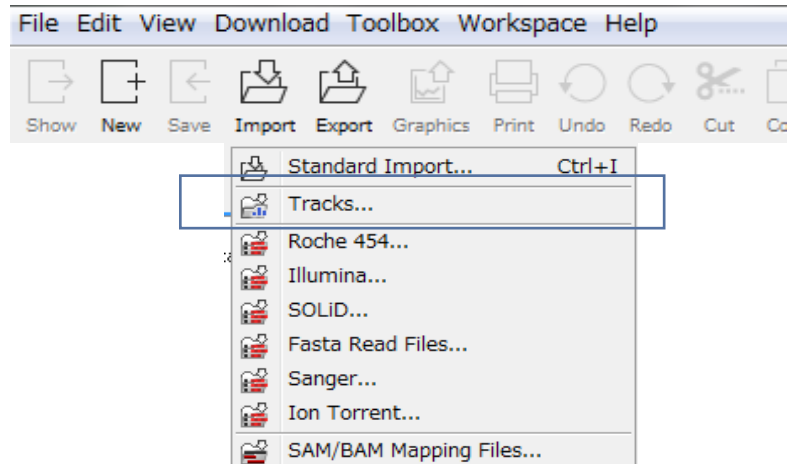 File Edit View Download Toolbox Workspace Help
Show New Save Import Export Graphics Print Undo Redo Cut
Standard Import... Ctrl+I
Tracks...
Roche 454...
Illumina...
SOLiD...
Fasta Read Files...
Sanger...
Ion Torrent...
SAM/BAM Mapping Files...